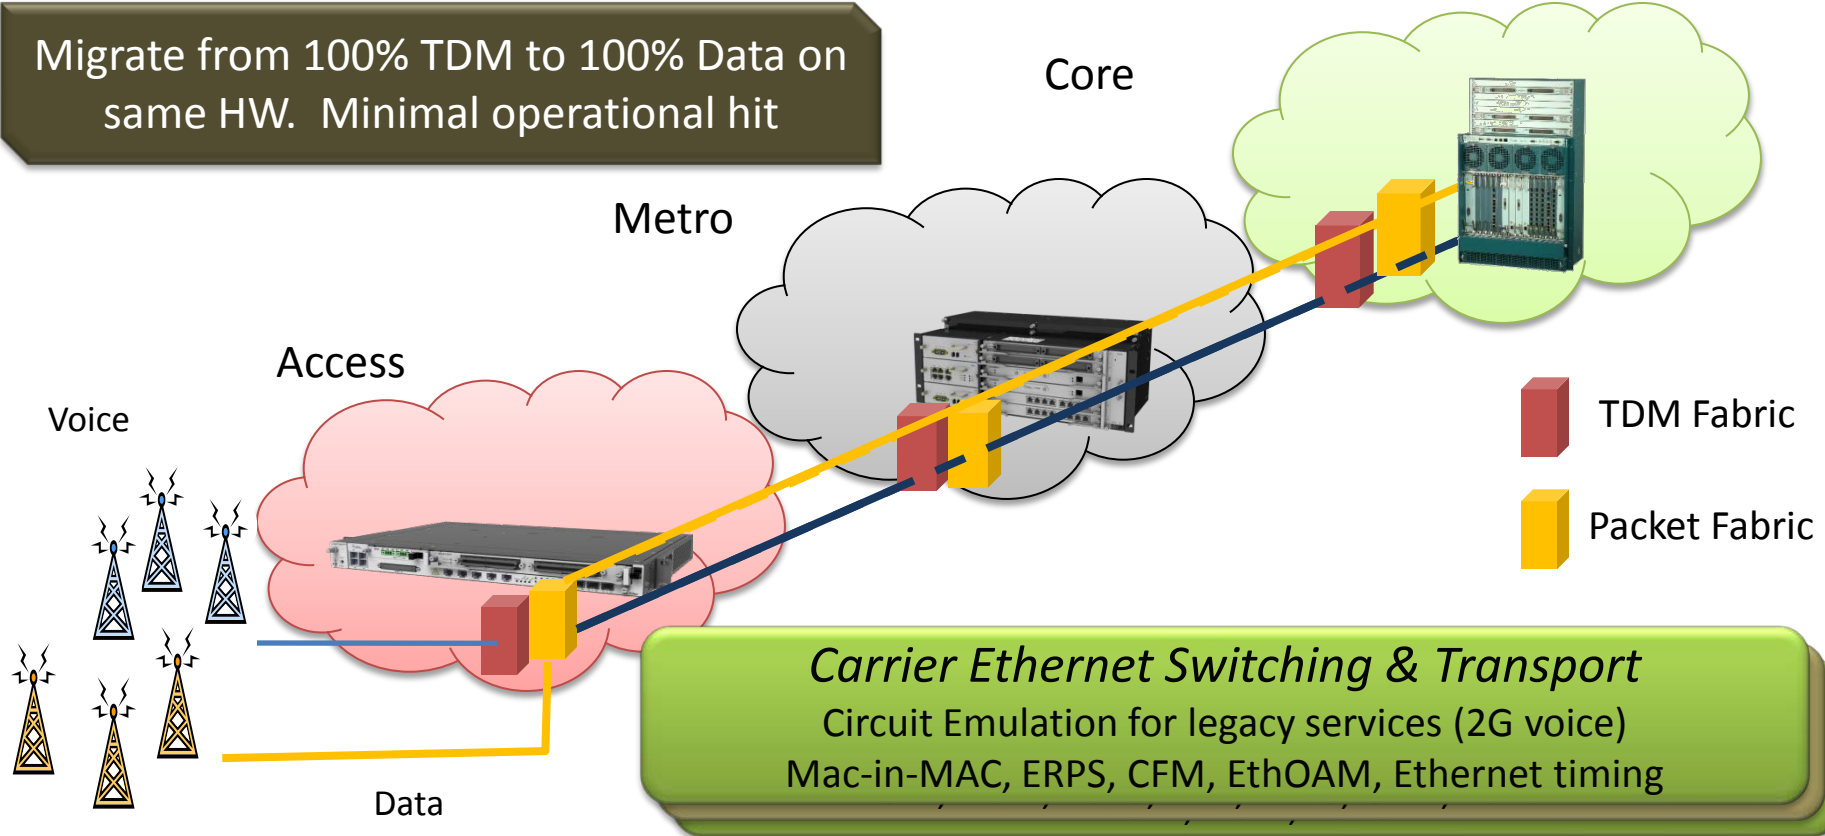 Migrate from 100% TDM to 100% Data on
same HW.  Minimal operational hit
Core
Metro
Access
Voice
TDM Fabric
Packet Fabric
Carrier Ethernet Switching & Transport
Circuit Emulation for legacy services (2G voice)
Mac-in-MAC, ERPS, CFM, EthOAM, Ethernet timing
Data